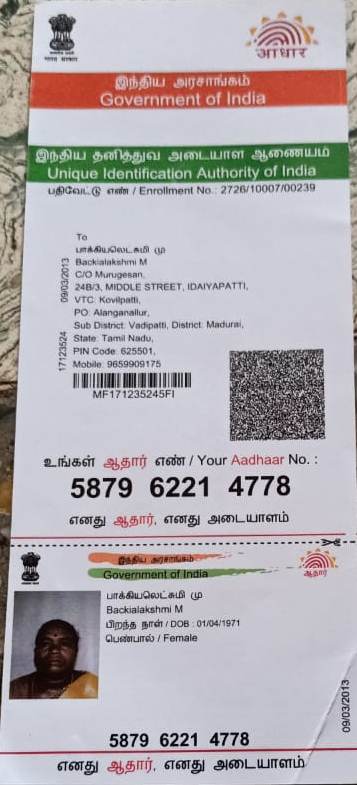 भारत सरकार
आधार
இந்திய அரசாங்கம்
Government of India
இந்திய தனித்துவ அடையாள ஆணையம்
Unique Identification Authority of India
பதிவேட்டு எண் / Enrollment No.: 2726/10007/00239
To
பாக்கியலெட்சுமி மு
Backialakshmi M
C/O Murugesan,
24B/3, MIDDLE STREET, IDAIYAPATTI,
VTC: Kovilpatti,
PO: Alanganallur,
Sub District: Vadipatti, District: Madurai,
State: Tamil Nadu,
PIN Code: 625501,
Mobile: 9659909175
17123524 09/03/2013
MF171235245FI
உங்கள் ஆதார் எண் / Your Aadhaar No. :
5879 6221 4778
எனது ஆதார், எனது அடையாளம்
இந்திய அரசாங்கம்
Government of India
ஆதார்
பாக்கியலெட்சுமி மு
Backialakshmi M
பிறந்த நாள் / DOB : 01/04/1971
பெண்பால் / Female
09/03/2013
5879 6221 4778
எனது ஆதார், எனது அடையாளம்